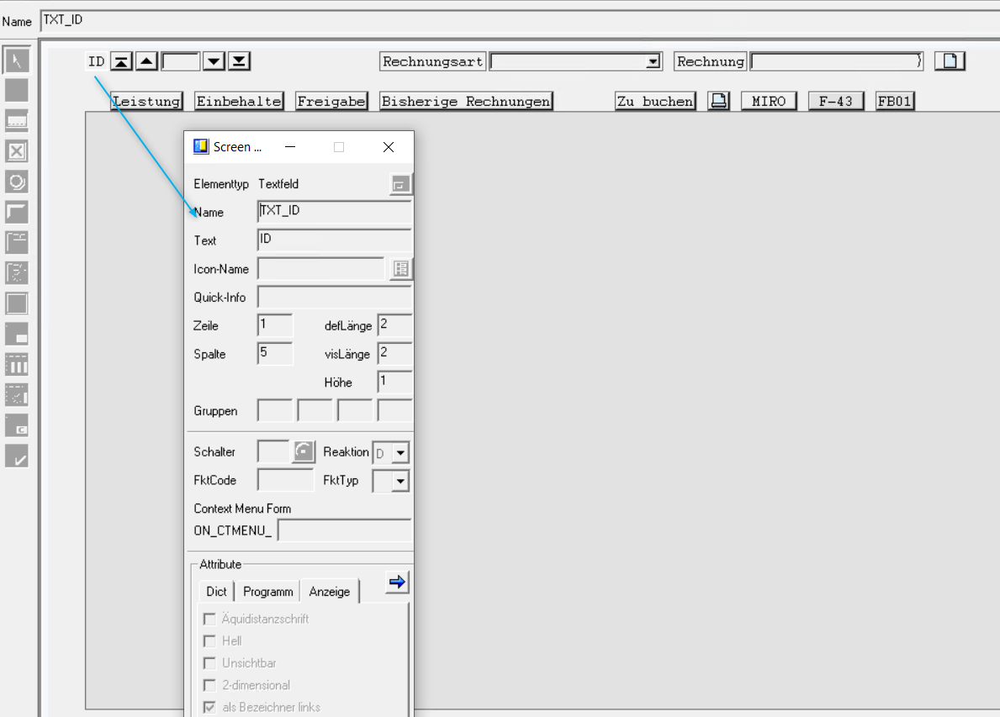 Name TXT_ID
ID Rechnungsart Rechnung
Leistung Einbehalte Freigabe Bisherige Rechnungen Zu buchen MIRO F-43 FB01
Screen ...
Elementtyp Textfeld
Name TXT_ID
Text ID
Icon-Name
Quick-Info
Zeile 1 defLänge 2
Spalte 5 visLänge 2
Höhe 1
Gruppen
Schalter Reaktion D
FktCode FktTyp
Context Menu Form
ON_CTMENU_
Attribute
Dict Programm Anzeige
Äquidistanzschrift
Hell
Unsichtbar
2-dimensional
als Bezeichner links